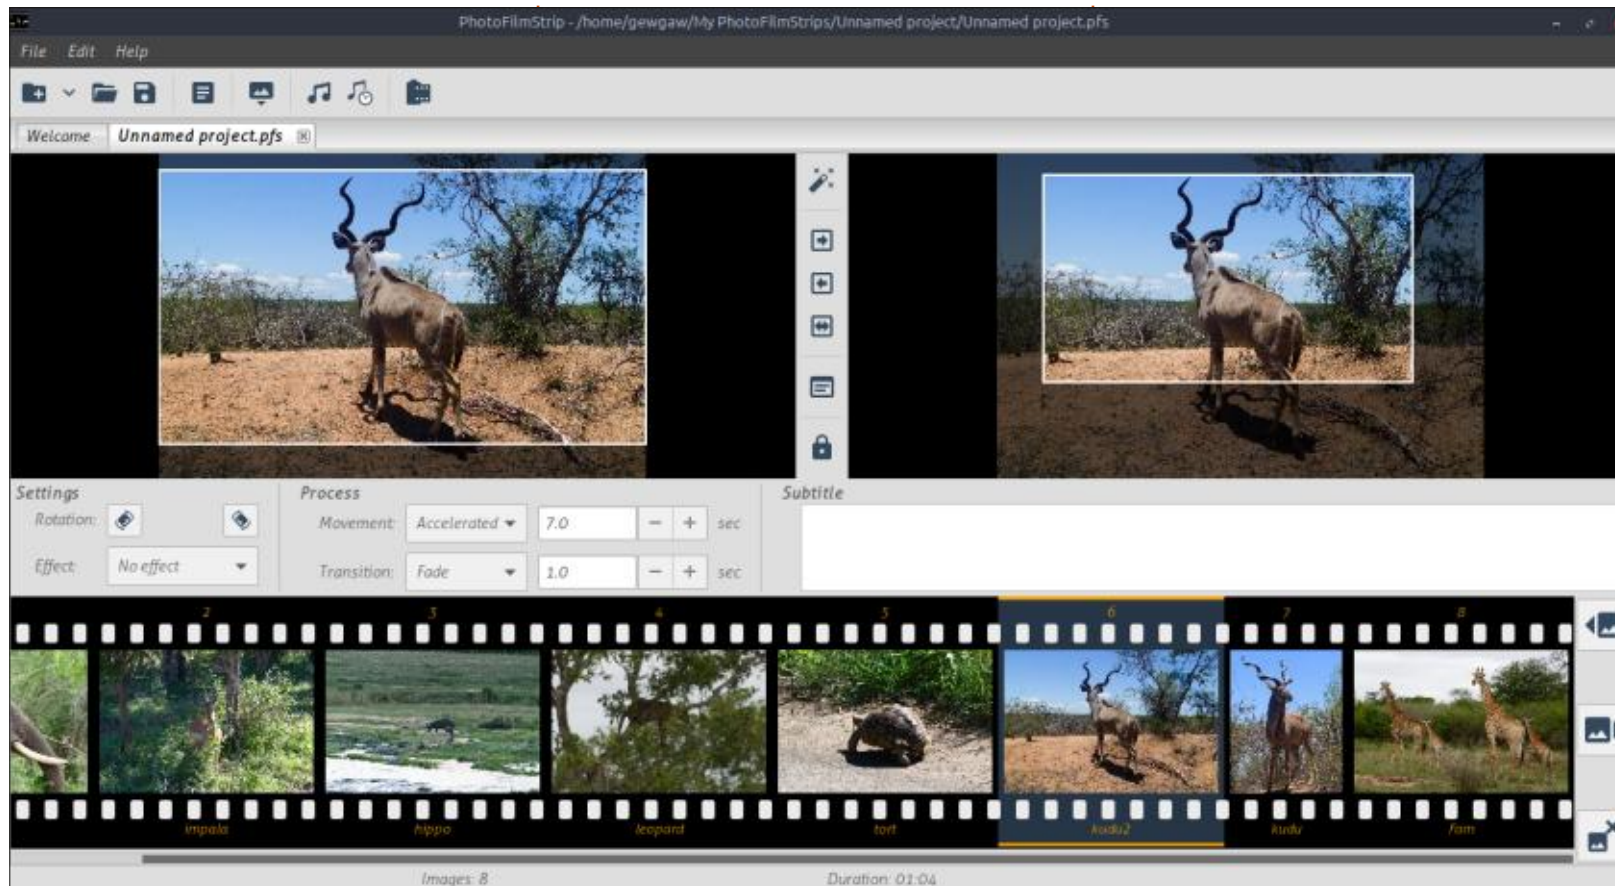 PhotoFilmStrip - /home/gewgaw/My PhotoFilmStrips/Unnamed project/Unnamed project.pfs
File Edit Help
Welcome Unnamed project.pfs
Settings Process Subtitle
Rotation: Movement: Accelerated 7.0 sec
Effect: No effect Transition: Fade 1.0 sec
2 3 4 5 6 7 8
impala hippo leopard tort kudu2 kudu fam
Images: 8 Duration: 01:04